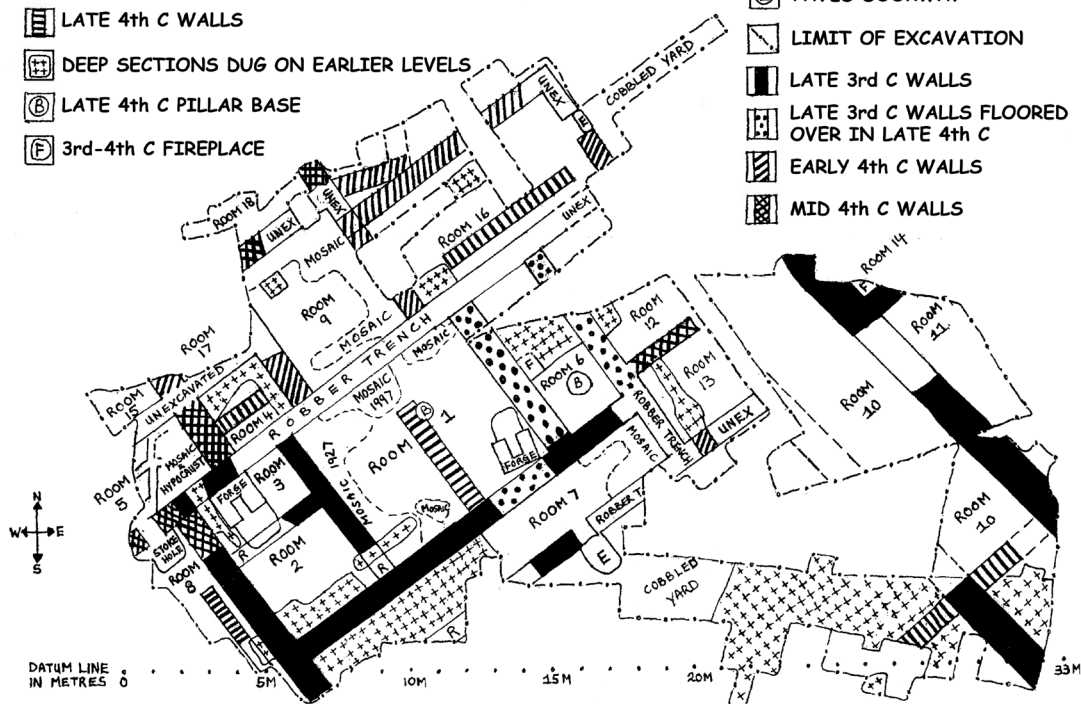 LATE 4th C WALLS
DEEP SECTIONS DUG ON EARLIER LEVELS
B LATE 4th C PILLAR BASE
F 3rd-4th C FIREPLACE
LIMIT OF EXCAVATION
LATE 3rd C WALLS
LATE 3rd C WALLS FLOORED
OVER IN LATE 4th C
EARLY 4th C WALLS
MID 4th C WALLS
COBBLED YARD
UNEX
E
ROOM 18
UNEX
UNEX
MOSAIC
ROOM 16
UNEX
ROOM 14
F
ROOM
9
MOSAIC
ROOM
11
ROOM
17
ROBBER TRENCH
MOSAIC
ROOM
12
ROOM
15
UNEXCAVATED
ROOM 4
MOSAIC
1947
F
ROOM 6
B
ROOM
13
ROOM
10
ROBBER TRENCH
UNEX
ROOM
5
MOSAIC &
HYPOCAUST
MOSAIC 1927
ROOM 1
B
FORGE
MOSAIC
ROOM
3
FORGE
MOSAIC
ROOM 7
ROBBER T.
ROOM
10
N
W E
S
STOKE
HOLE
R
ROOM
2
R
E
ROOM
8
COBBLED
YARD
R
DATUM LINE
IN METRES 0 5M 10M 15M 20M 33M